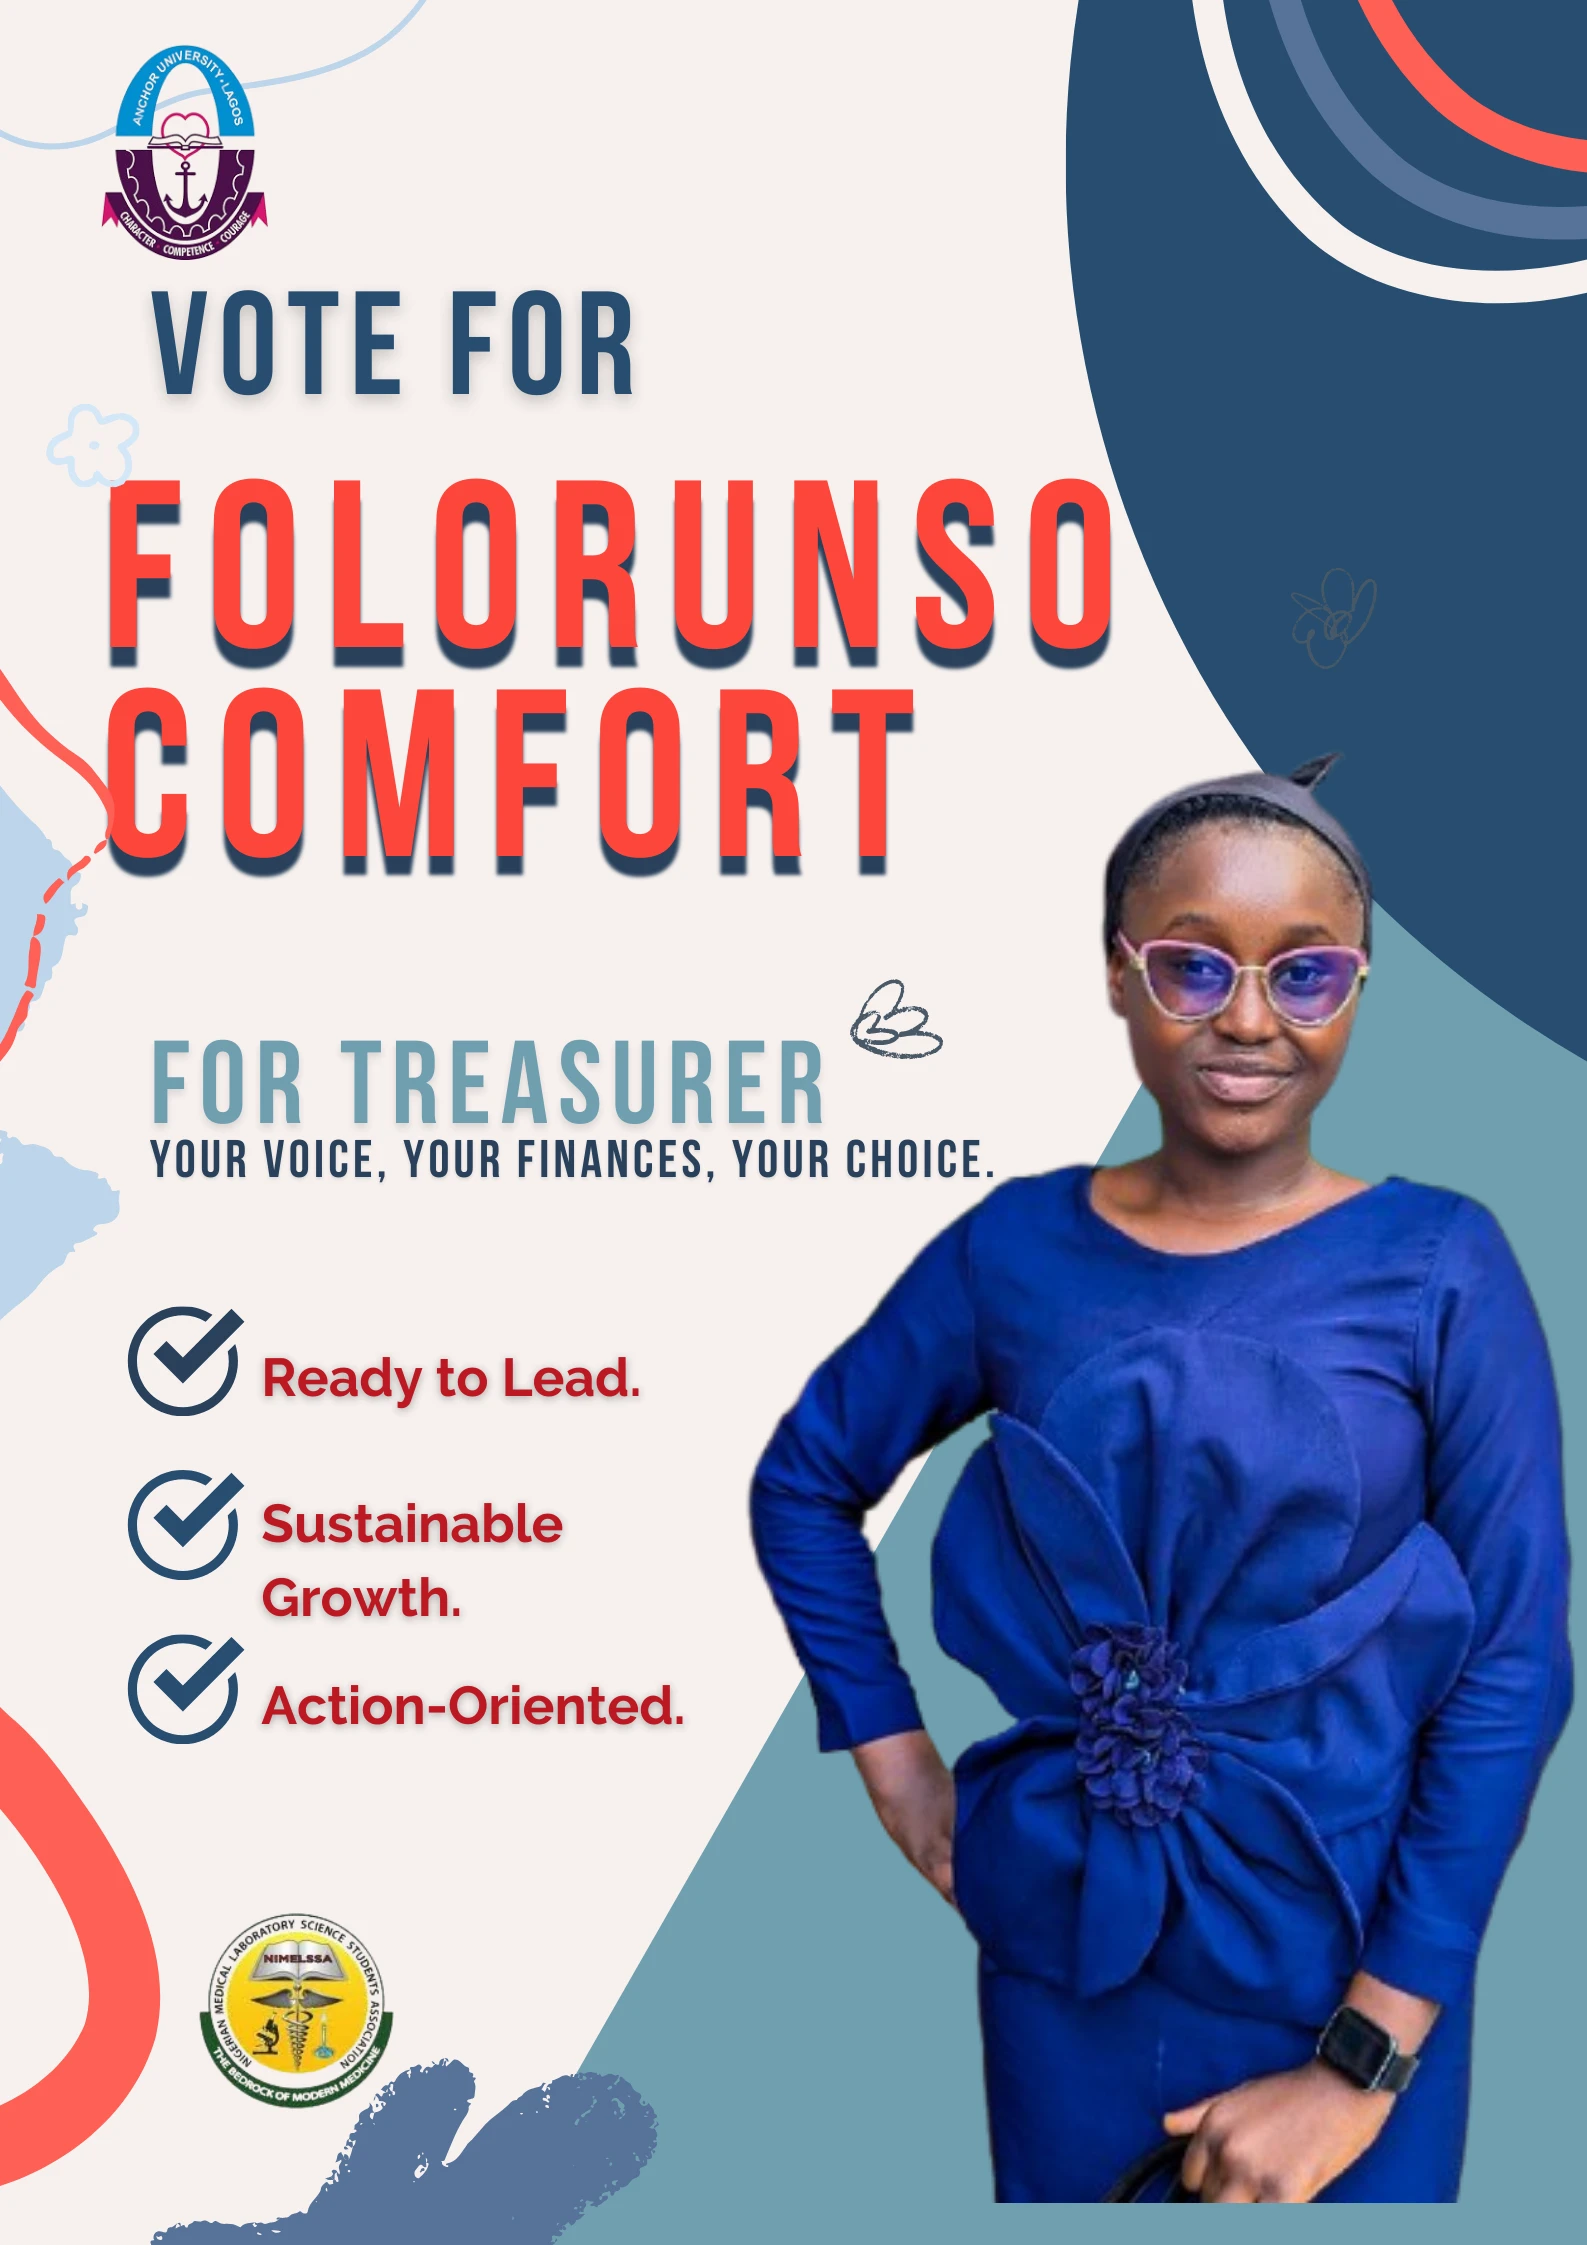 ANCHOR UNIVERSITY, LAGOS
CHARACTER - COMPETENCE - COURAGE
VOTE FOR
FOLORUNSO
COMFORT
FOR TREASURER
YOUR VOICE, YOUR FINANCES, YOUR CHOICE.
Ready to Lead.
Sustainable
Growth.
Action-Oriented.
NIGERIAN MEDICAL LABORATORY SCIENCE STUDENTS ASSOCIATION
NIMELSSA
THE BEDROCK OF MODERN MEDICINE